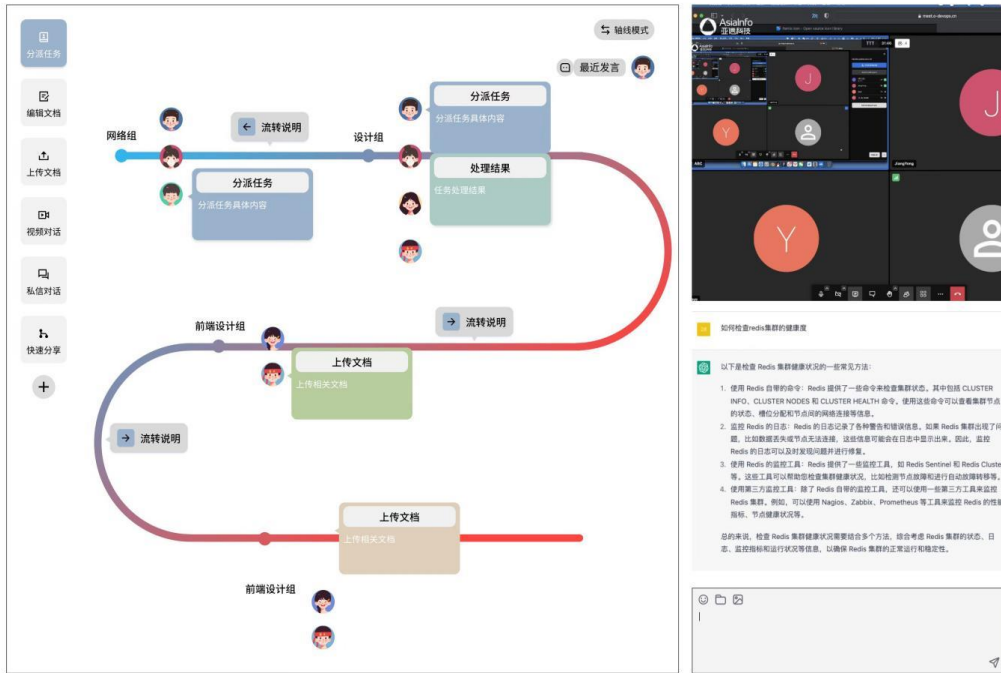 分派任务
编辑文档
上传文档
视频对话
私信对话
快速分享
轴线模式
最近发言
网络组
流转说明
设计组
分派任务
分派任务具体内容
处理结果
任务处理结果
分派任务
分派任务具体内容
流转说明
前端设计组
上传文档
上传相关文档
流转说明
上传文档
上传相关文档
前端设计组
AsiaInfo
亚信科技
J
Y
J
JiangYong
Y
如何检查redis集群的健康度
以下是检查 Redis 集群健康状况的一些常见方法:
1. 使用 Redis 自带的命令: Redis 提供了一些命令来检查集群状态。其中包括 CLUSTER
INFO、CLUSTER NODES 和 CLUSTER HEALTH 命令。使用这些命令可以查看集群节点
的状态、槽位分配和节点间的网络连接等信息。
2. 监控 Redis 的日志: Redis 的日志记录了各种警告和错误信息。如果 Redis 集群出现了问
题, 比如数据丢失或节点无法连接, 这些信息可能会在日志中显示出来。因此, 监控
Redis 的日志可以及时发现问题并进行修复。
3. 使用 Redis 的监控工具: Redis 提供了一些监控工具, 如 Redis Sentinel 和 Redis Cluste
等。这些工具可以帮助您检查集群健康状况, 比如检测节点故障和进行自动故障转移等。
4. 使用第三方监控工具: 除了 Redis 自带的监控工具, 还可以使用一些第三方工具来监控
Redis 集群。例如, 可以使用 Nagios、Zabbix、Prometheus 等工具来监控 Redis 的性能
指标、节点健康状况等。
总的来说, 检查 Redis 集群健康状况需要结合多个方法, 综合考虑 Redis 集群的状态、日
志、监控指标和运行状况等信息, 以确保 Redis 集群的正常运行和稳定性。